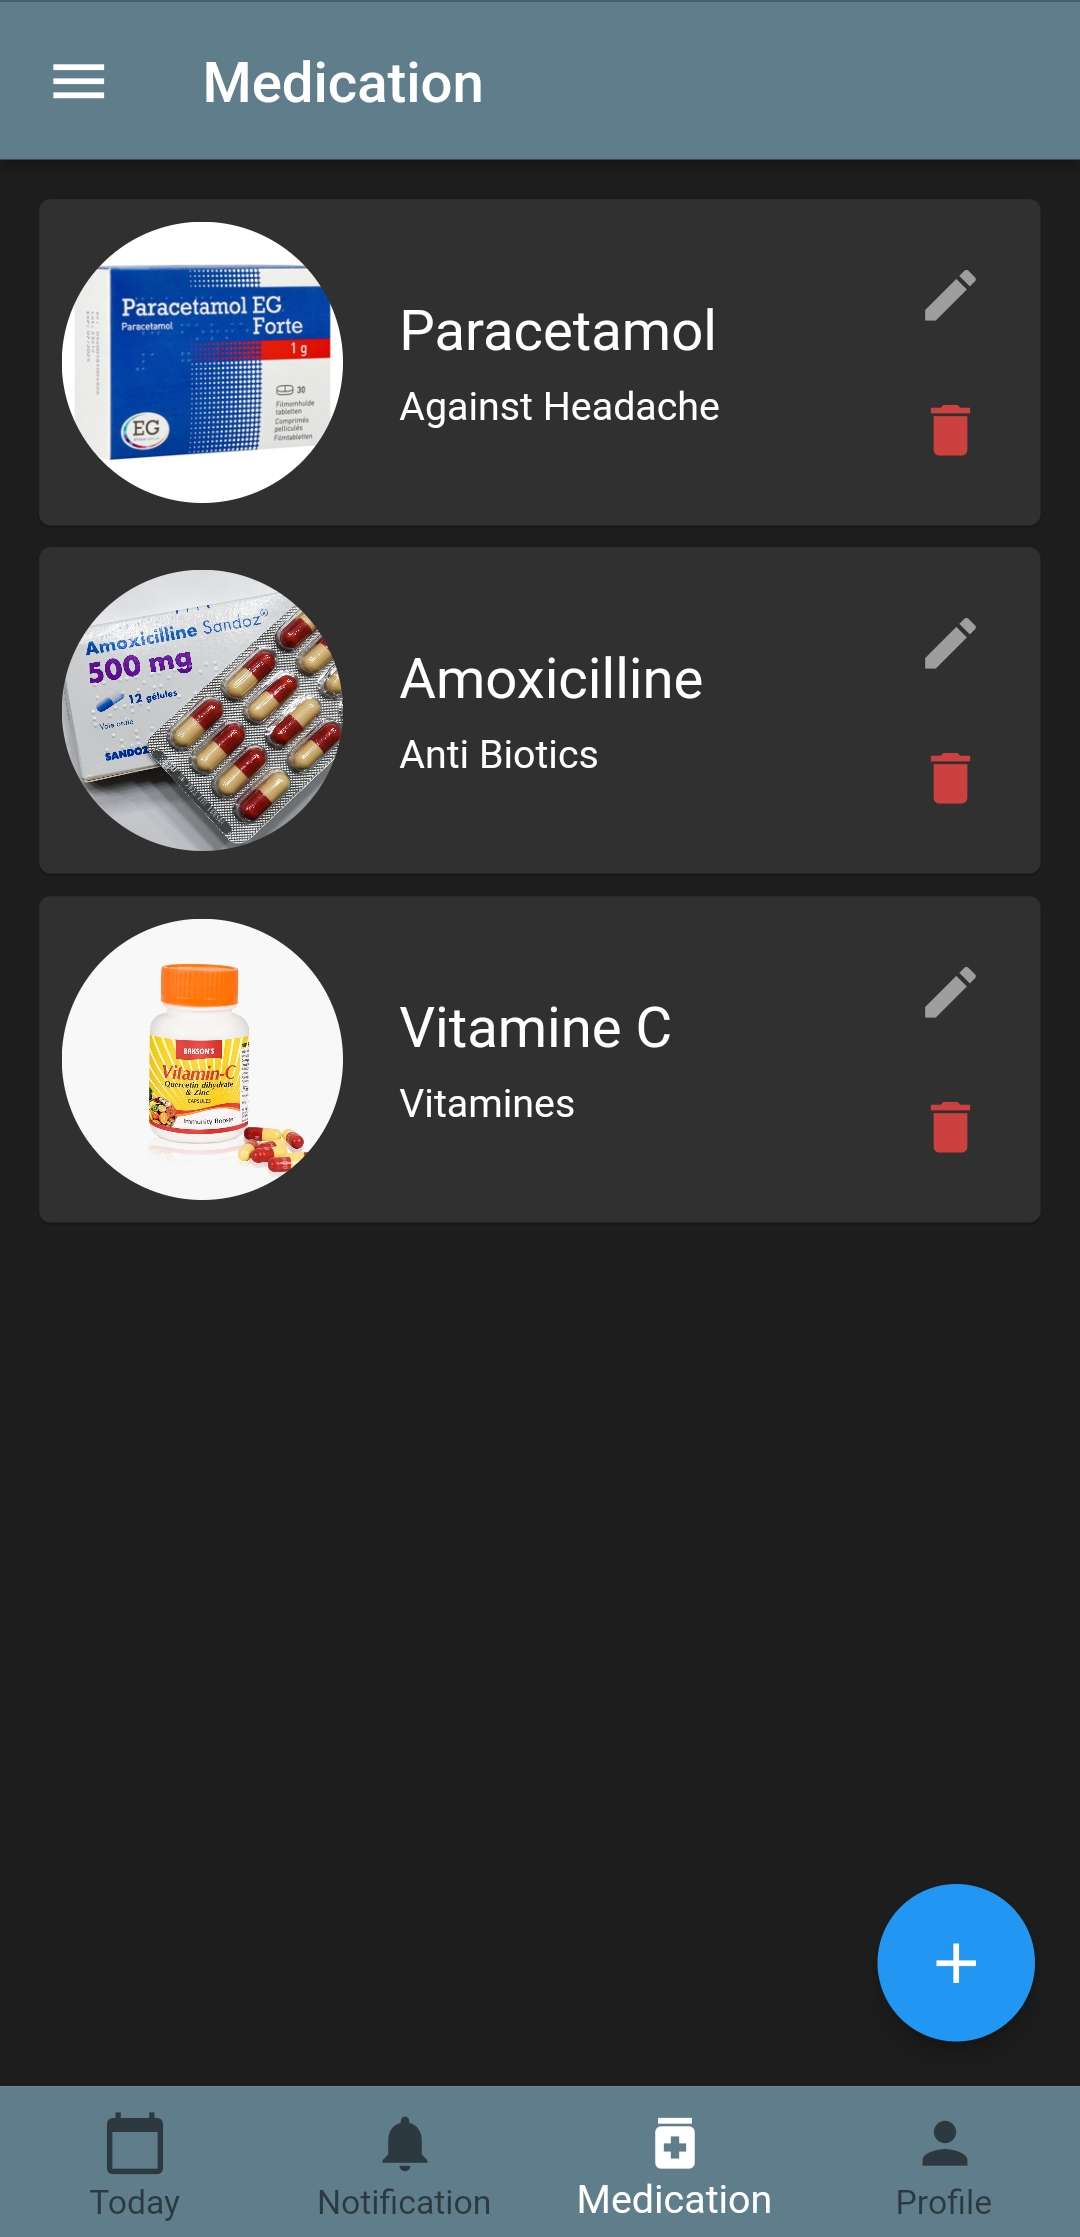 Medication
Paracetamol EG
Paracetamol
Forte
1 g
30
Filmomhulde
tabletten
Comprimés
pelliculés
Filmtabletten
EG
Paracetamol
Against Headache
Amoxicilline Sandoz®
500 mg
12 gélules
Voie orale
SANDOZ
Amoxicilline
Anti Biotics
BAKSON'S
Vitamin-C
Quercetin dihydrate
& Zinc
CAPSULES
Immunity Booster
Vitamine C
Vitamines
Today
Notification
Medication
Profile